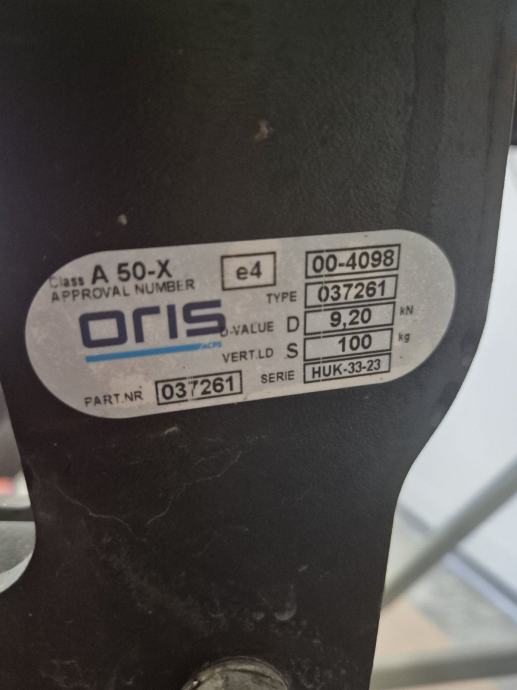 Class A 50-X e4 00-4098
APPROVAL NUMBER
TYPE 037261
ORIS
ACPS
D-VALUE D 9,20 kN
VERT.LD S 100 kg
PART.NR 037261 SERIE HUK-33-23